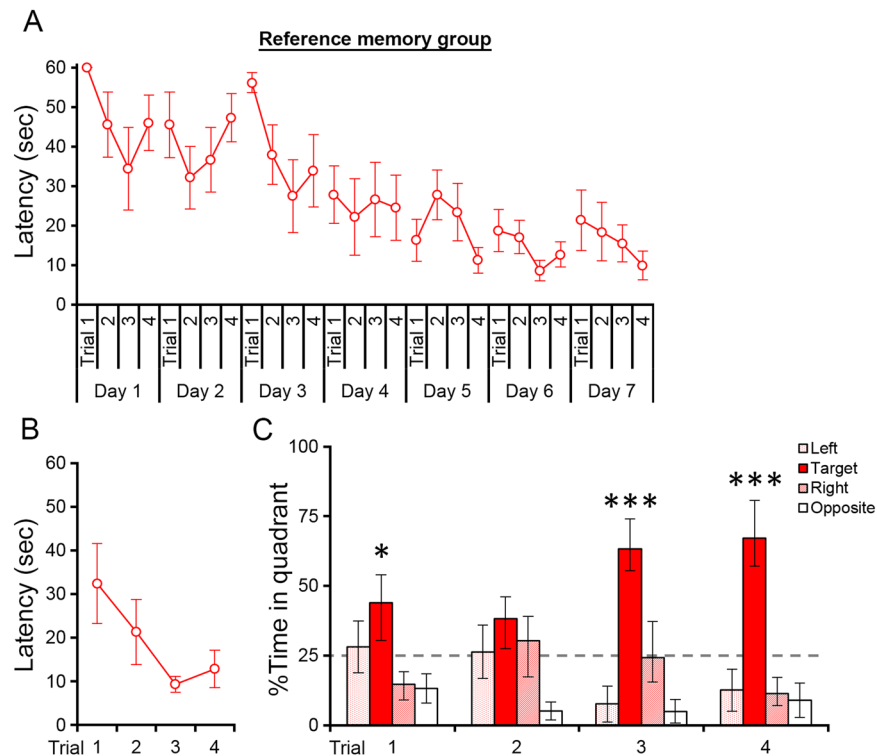 A
Reference memory group
Latency (sec)
60
50
40
30
20
10
0
Trial 1 2 3 4 Trial 1 2 3 4 Trial 1 2 3 4 Trial 1 2 3 4 Trial 1 2 3 4 Trial 1 2 3 4 Trial 1 2 3 4
Day 1 Day 2 Day 3 Day 4 Day 5 Day 6 Day 7
B
Latency (sec)
60
50
40
30
20
10
0
Trial 1 2 3 4
C
%Time in quadrant
100
75
50
25
0
Left
Target
Right
Opposite
*
***
***
Trial 1 2 3 4